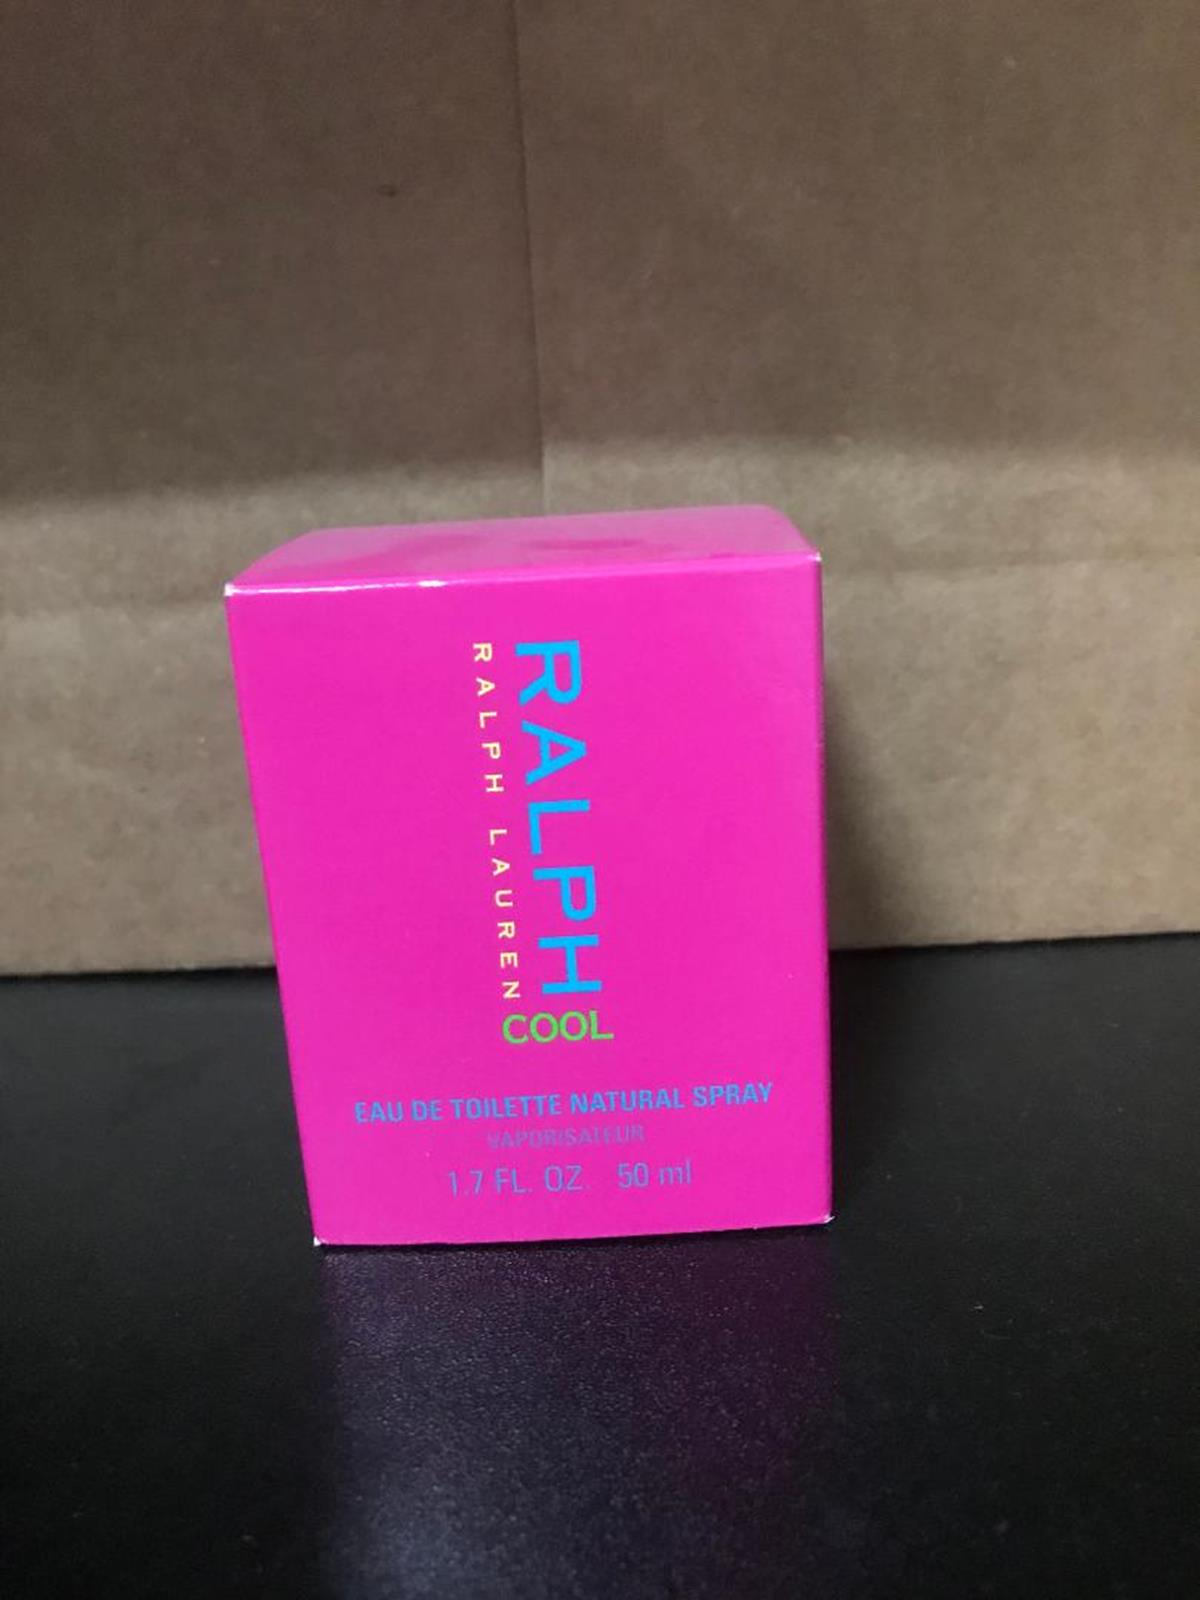 RALPH
RALPH LAUREN
COOL
EAU DE TOILETTE NATURAL SPRAY
VAPORISATEUR
1.7 FL. OZ. 50 ml